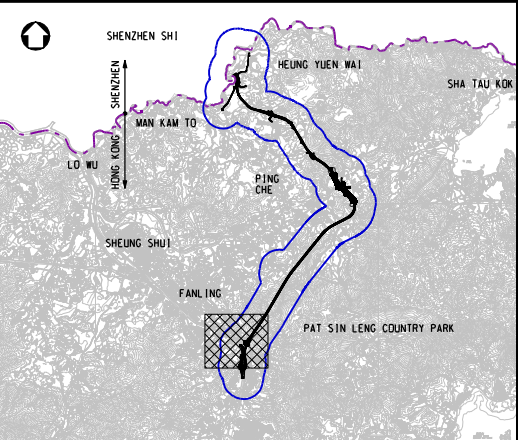 SHENZHEN SHI
HEUNG YUEN WAI
SHENZHEN
SHA TAU KOK
MAN KAM TO
HONG KONG
LO WU
PING
CHE
SHEUNG SHUI
FANLING
PAT SIN LENG COUNTRY PARK